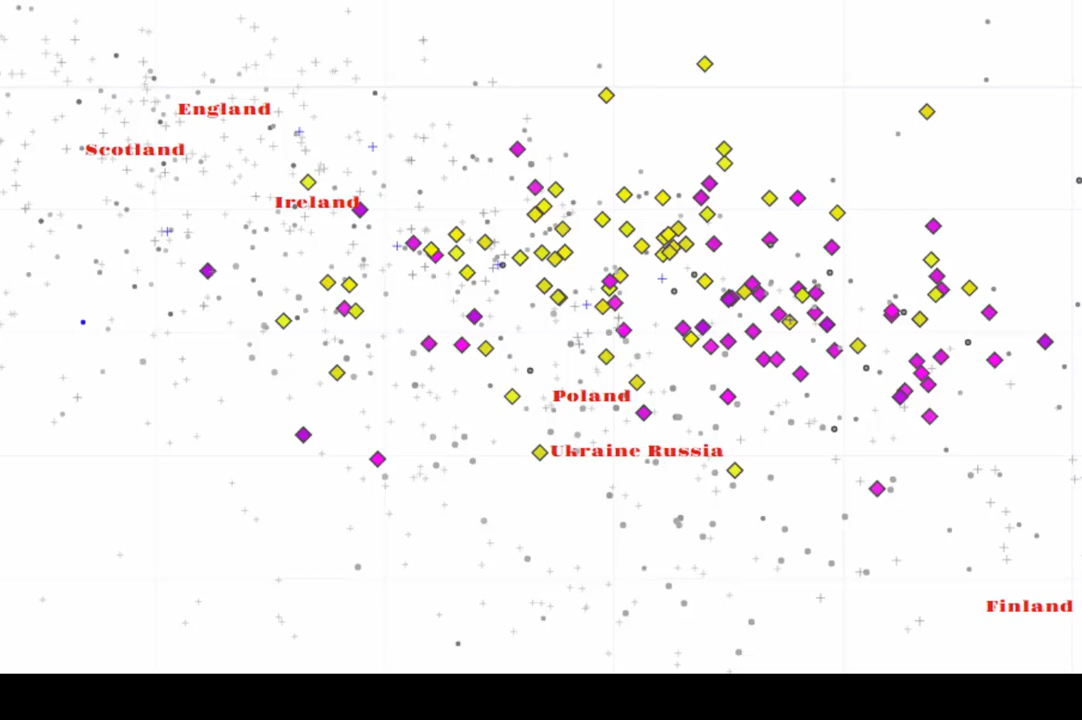 England
Scotland
Ireland
Poland
Ukraine Russia
Finland